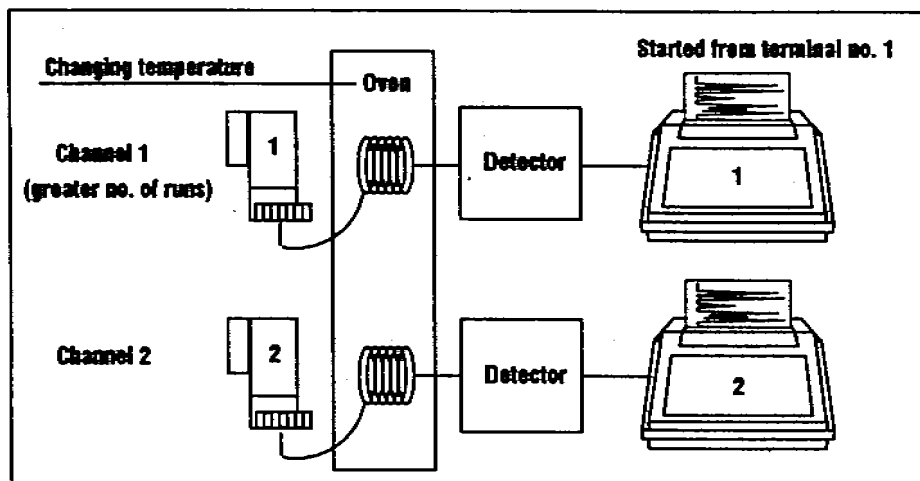 Started from terminal no. 1
Changing temperature
Oven
Channel 1
(greater no. of runs)
1
Detector
1
Channel 2
2
Detector
2